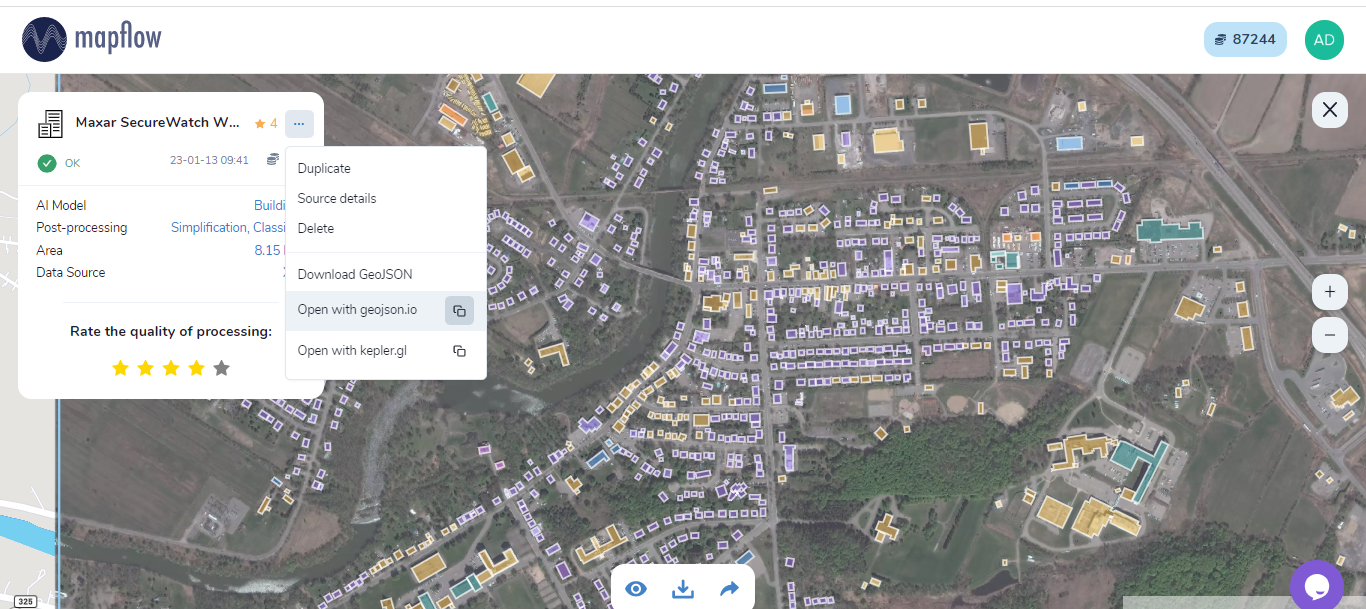 mapflow
87244
AD
Maxar SecureWatch W...
4
...
OK
23-01-13 09:41
AI Model
Buildi
Post-processing
Simplification, Classi
Area
8.15
Data Source
Rate the quality of processing:
Duplicate
Source details
Delete
Download GeoJSON
Open with geojson.io
Open with kepler.gl
325